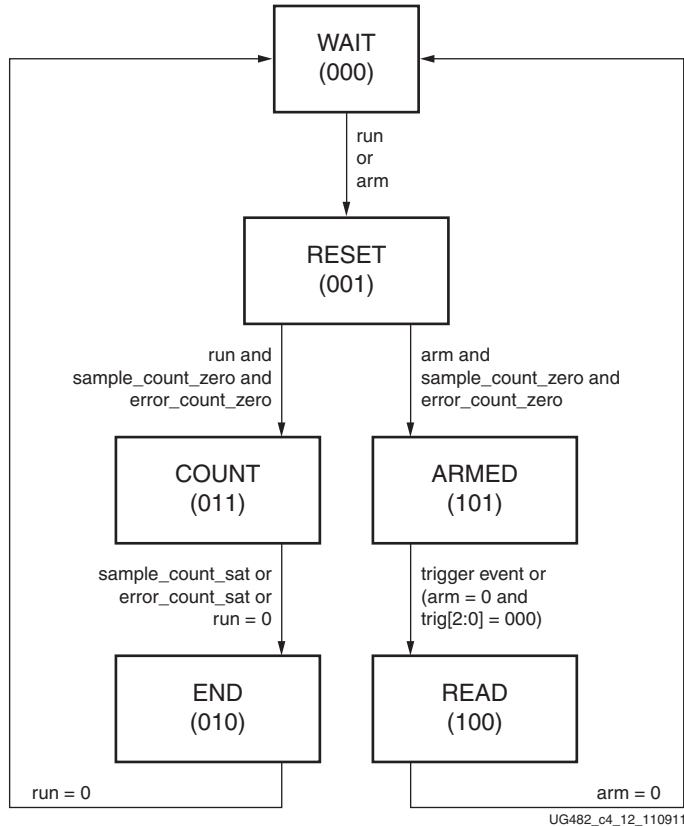 WAIT
(000)
run
or
arm
RESET
(001)
run and
sample_count_zero and
error_count_zero
arm and
sample_count_zero and
error_count_zero
COUNT
(011)
ARMED
(101)
sample_count_sat or
error_count_sat or
run = 0
trigger event or
(arm = 0 and
trig[2:0] = 000)
END
(010)
READ
(100)
run = 0
arm = 0
UG482_c4_12_110911